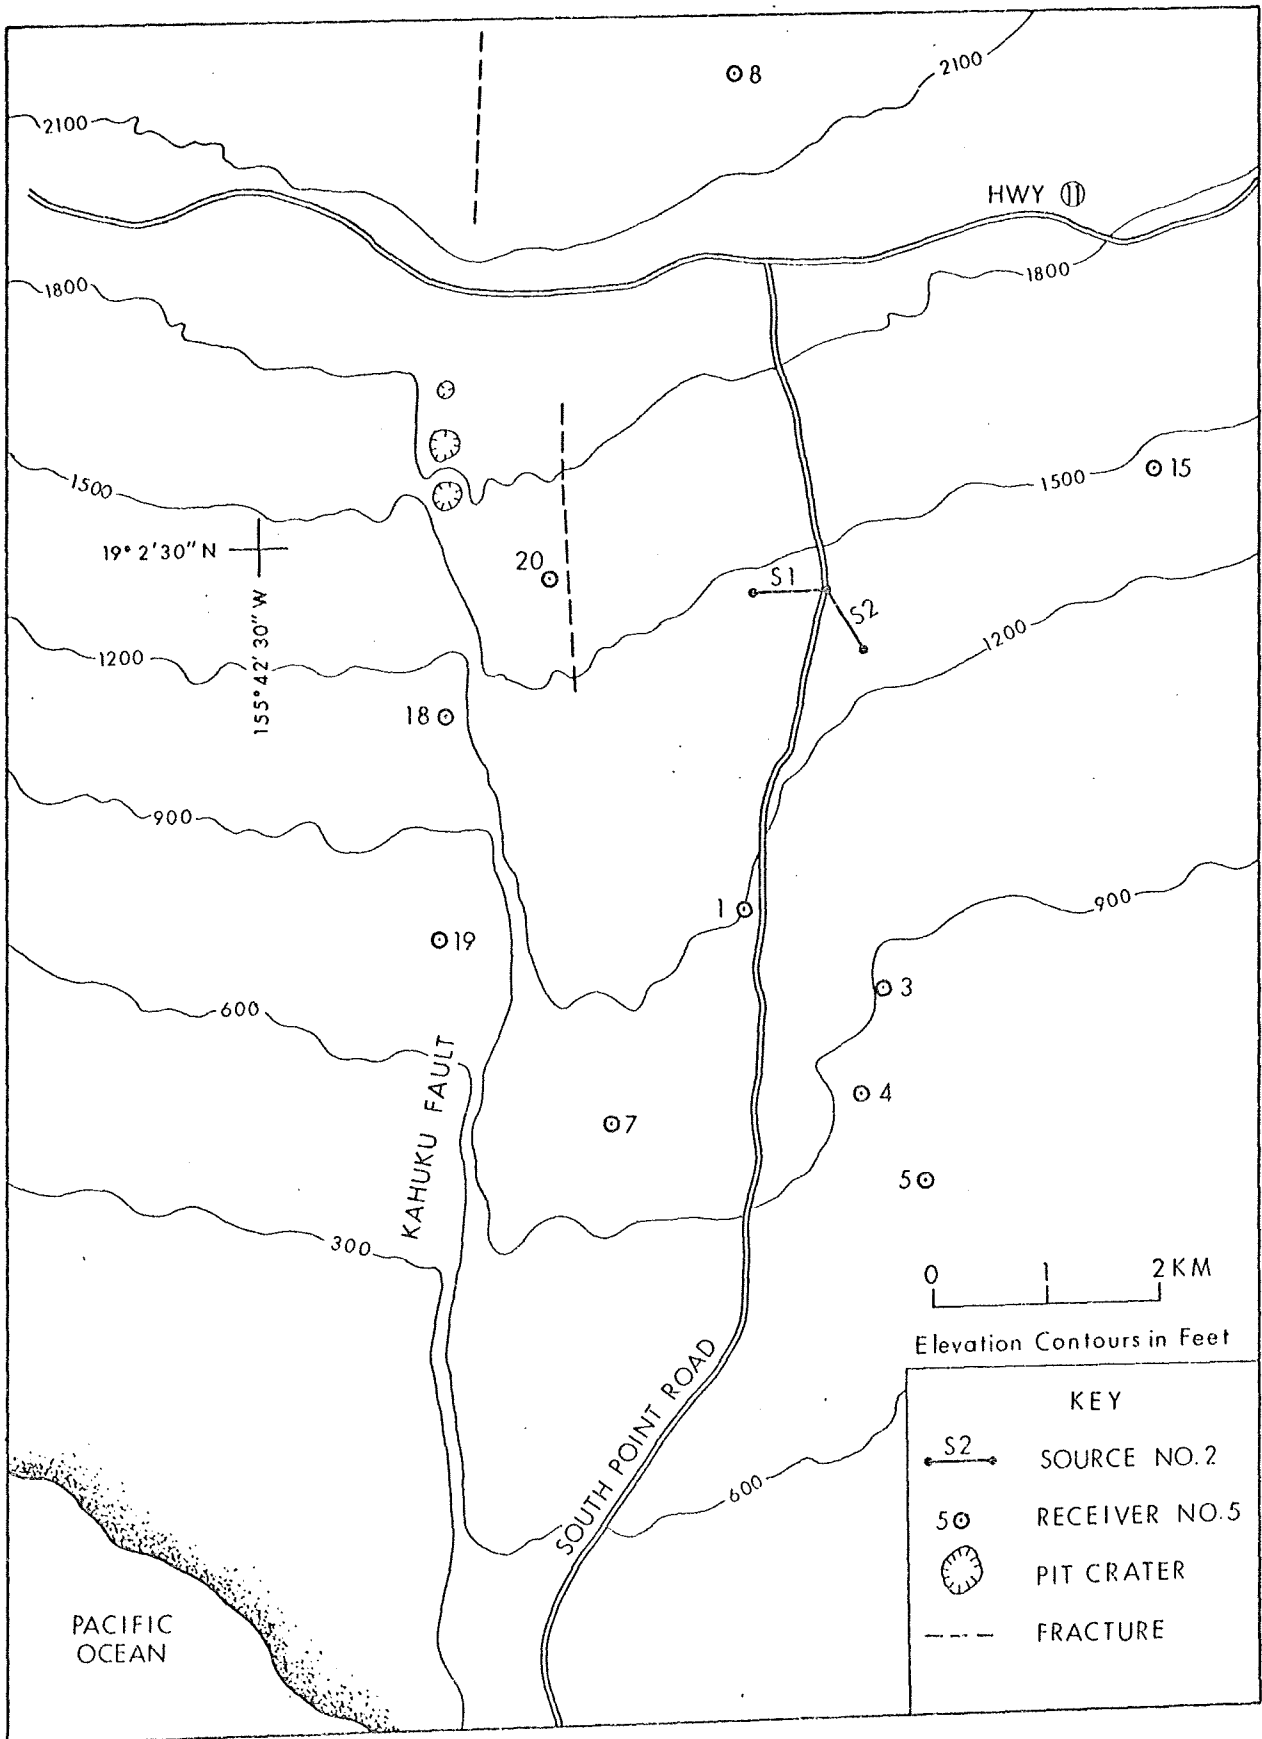 8
2100
2100
HWY 11
1800
1800
1500
1500
15
19° 2'30" N
155° 42' 30" W
20
S1
S2
1200
1200
18
900
900
1
19
3
600
4
7
KAHUKU FAULT
5
300
0 1 2 KM
Elevation Contours in Feet
SOUTH POINT ROAD
600
KEY
S2 SOURCE NO. 2
5 RECEIVER NO. 5
PIT CRATER
FRACTURE
PACIFIC
OCEAN